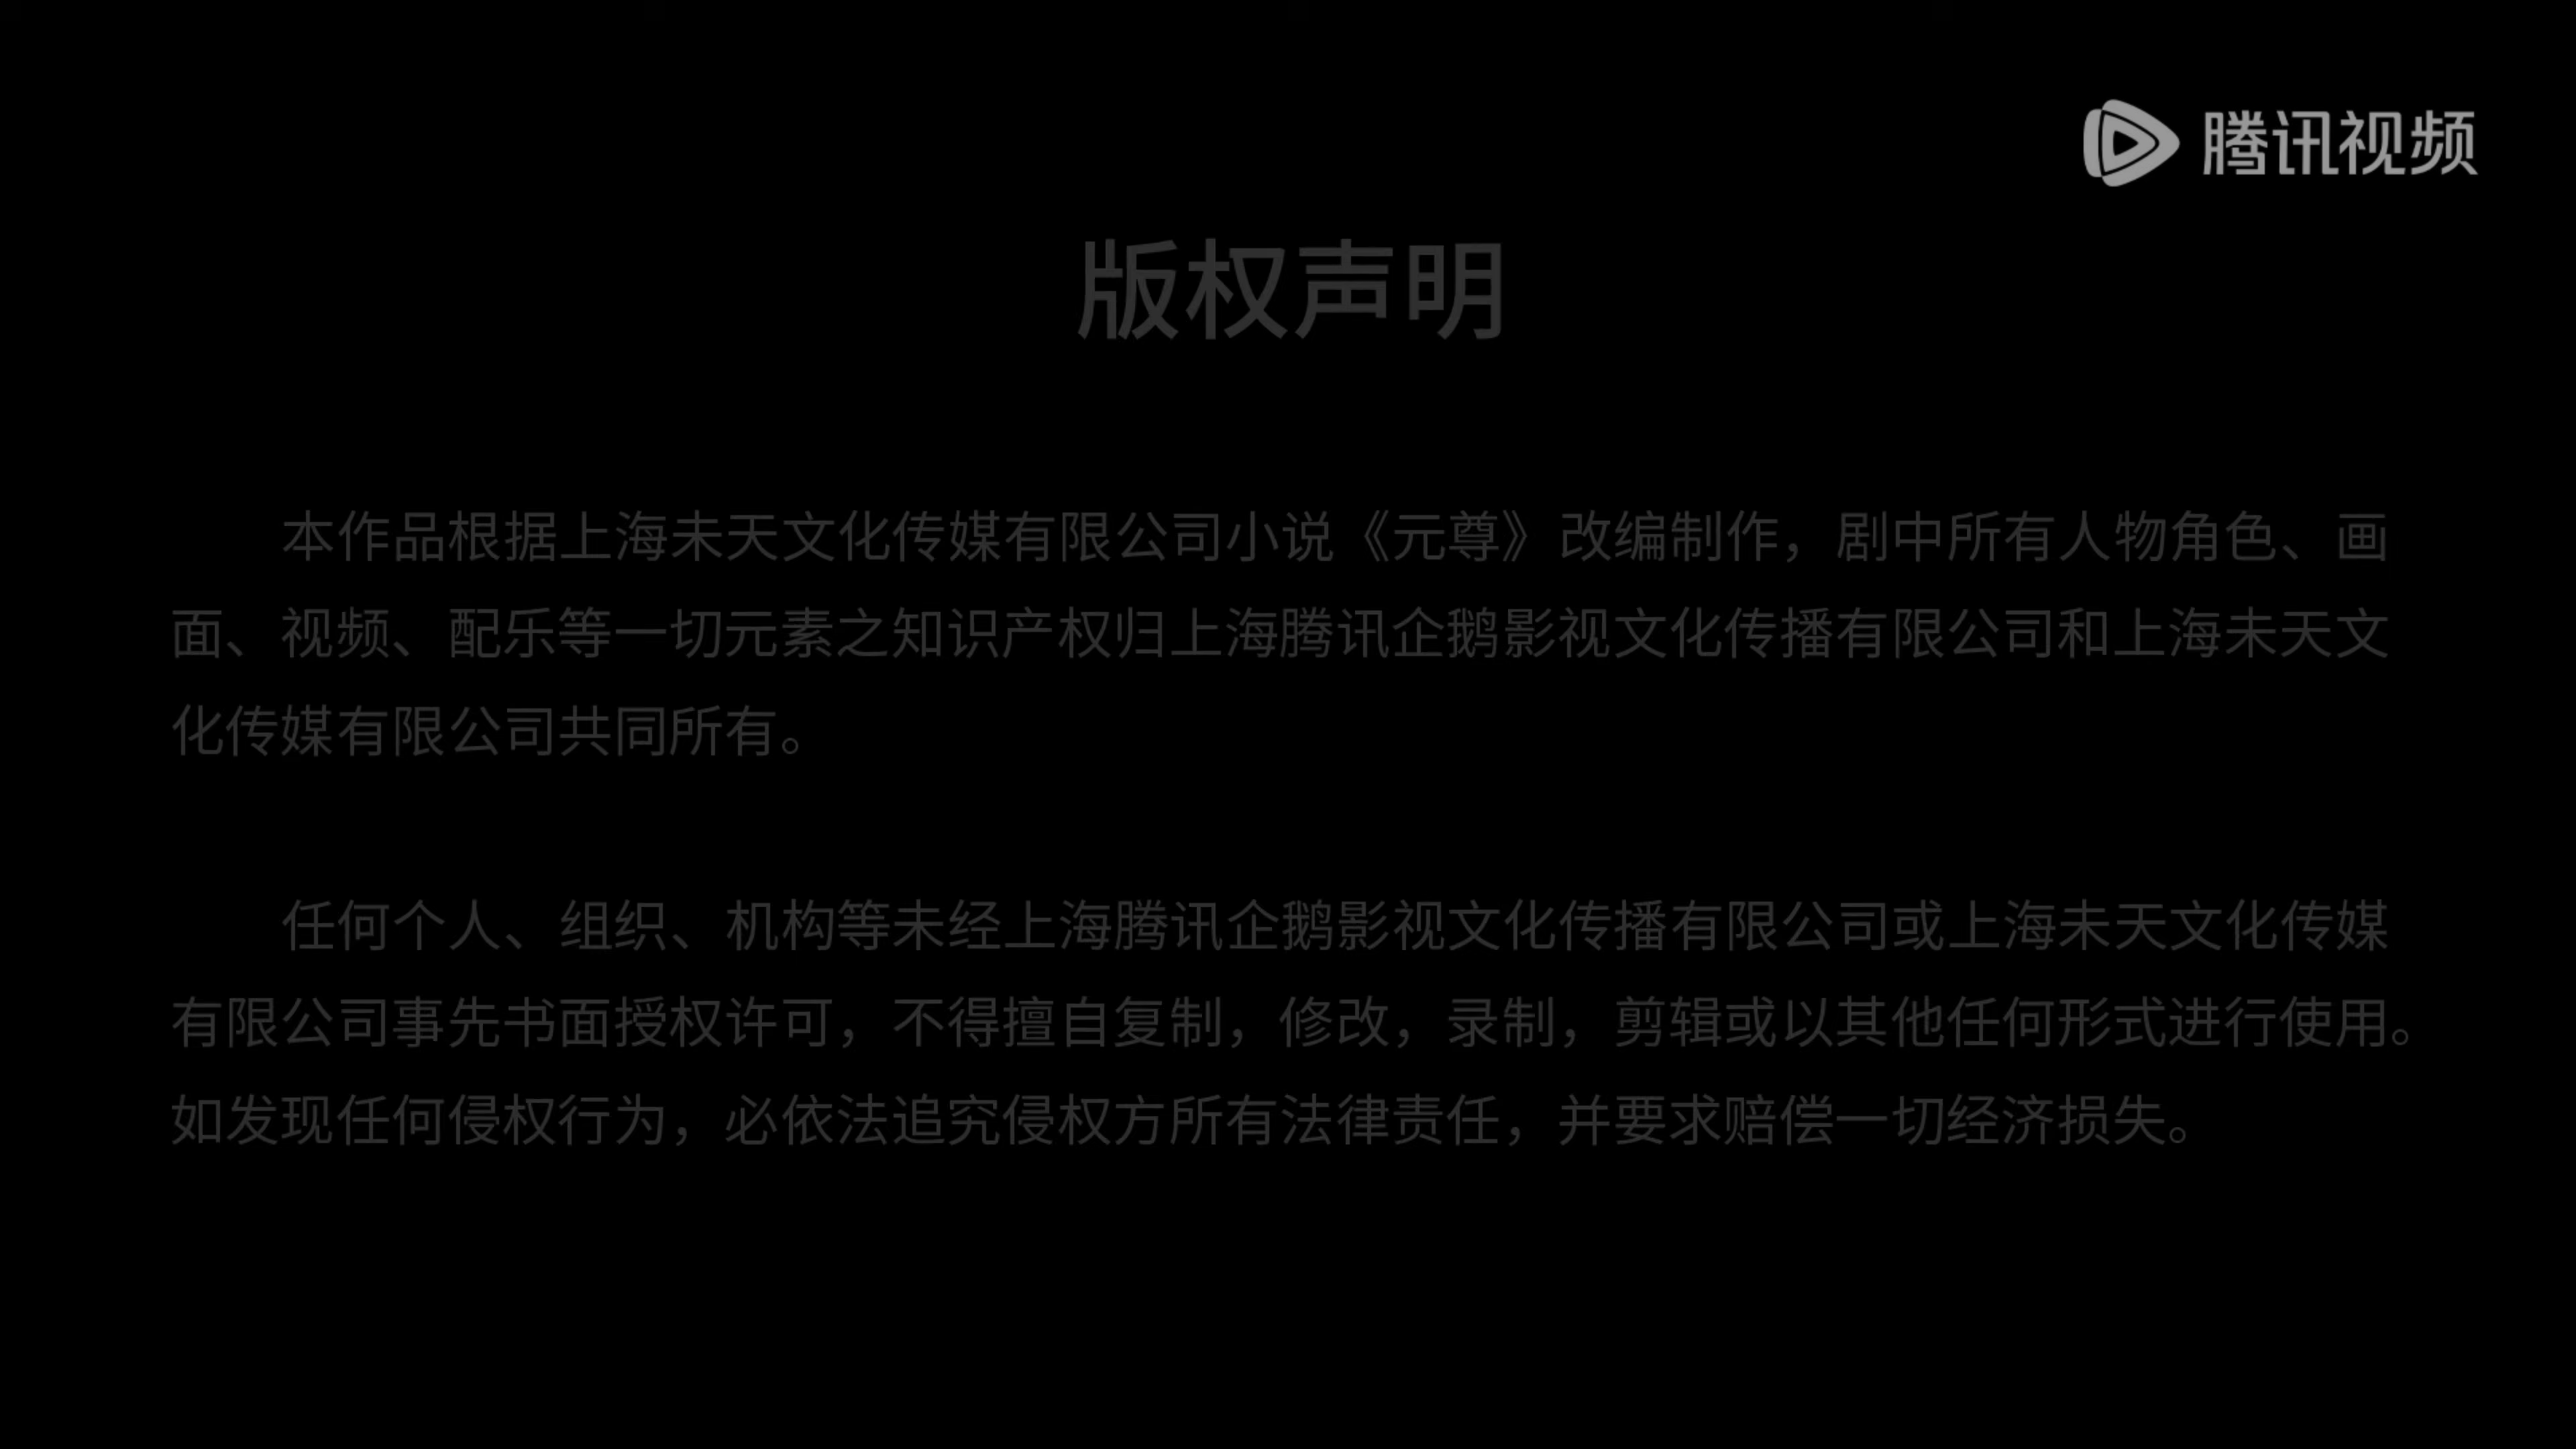 腾讯视频
版权声明
本作品根据上海未天文化传媒有限公司小说《元尊》改编制作，剧中所有人物角色、画
面、视频、配乐等一切元素之知识产权归上海腾讯企鹅影视文化传播有限公司和上海未天文
化传媒有限公司共同所有。
任何个人、组织、机构等未经上海腾讯企鹅影视文化传播有限公司或上海未天文化传媒
有限公司事先书面授权许可，不得擅自复制，修改，录制，剪辑或以其他任何形式进行使用。
如发现任何侵权行为，必依法追究侵权方所有法律责任，并要求赔偿一切经济损失。